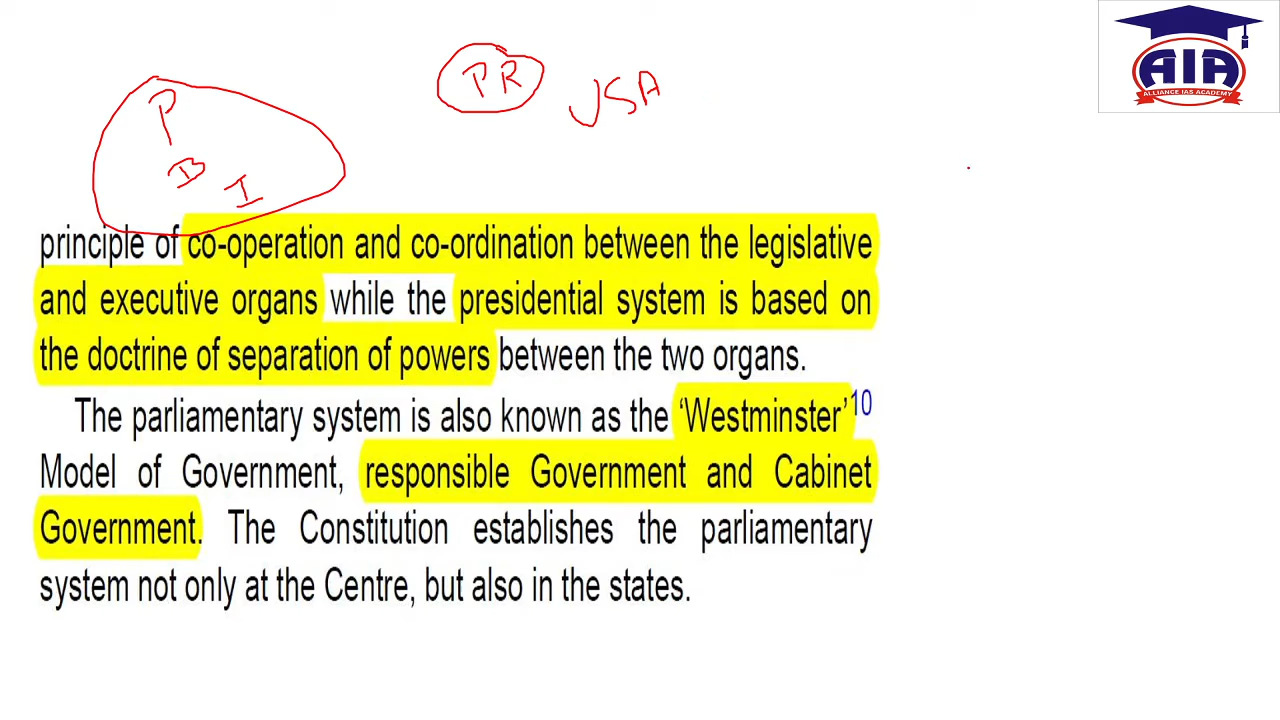 PR USA
P
B I
AIA
ALLIANCE IAS ACADEMY
principle of co-operation and co-ordination between the legislative
and executive organs while the presidential system is based on
the doctrine of separation of powers between the two organs.
The parliamentary system is also known as the ‘Westminster’10
Model of Government, responsible Government and Cabinet
Government. The Constitution establishes the parliamentary
system not only at the Centre, but also in the states.